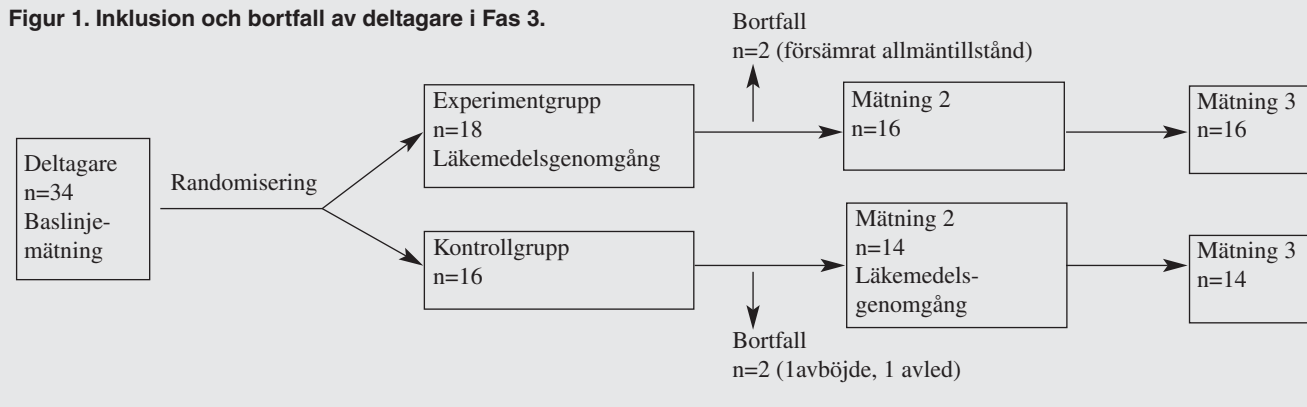 Figur 1. Inklusion och bortfall av deltagare i Fas 3.
Deltagare
n=34
Baslinje-
mätning
Randomisering
Experimentgrupp
n=18
Läkemedelsgenomgång
Bortfall
n=2 (försämrat allmäntillstånd)
Mätning 2
n=16
Mätning 3
n=16
Kontrollgrupp
n=16
Bortfall
n=2 (1avböjde, 1 avled)
Mätning 2
n=14
Läkemedels-
genomgång
Mätning 3
n=14